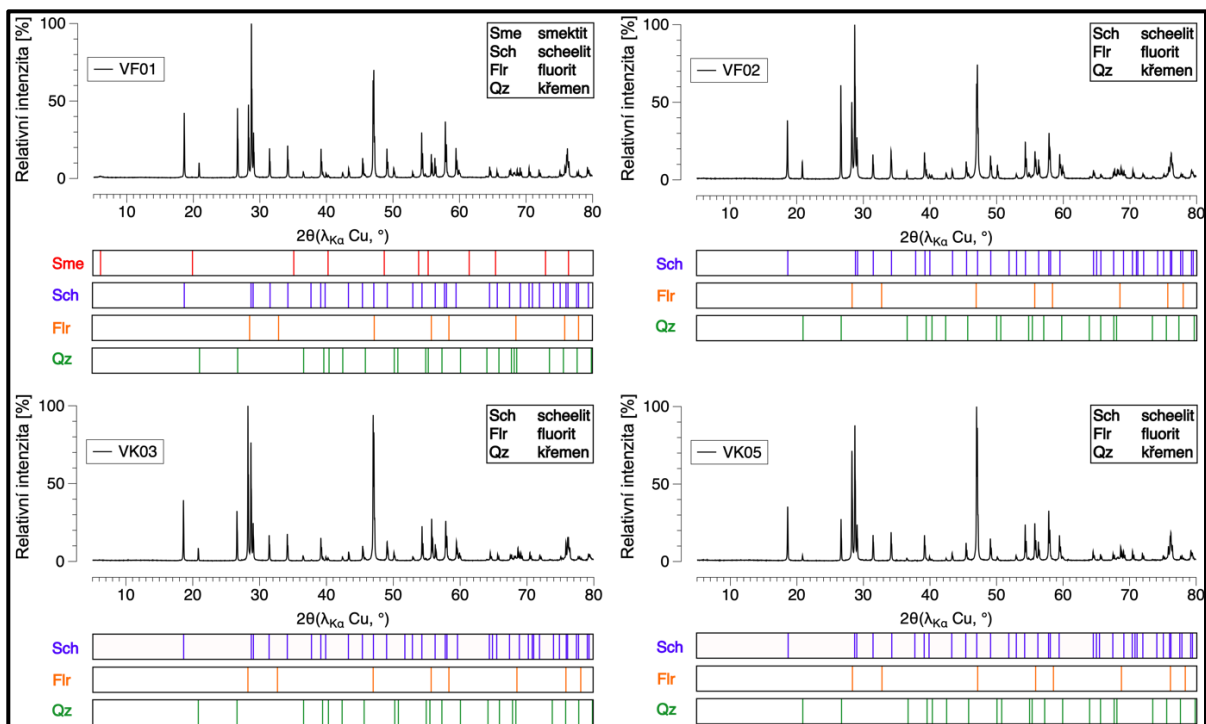 Relativní intenzita [%]
100
50
0
VF01
Sme smektit
Sch scheelit
Flr fluorit
Qz křemen
10 20 30 40 50 60 70 80
2θ(λKα Cu, °)
Sme
Sch
Flr
Qz
Relativní intenzita [%]
100
50
0
VF02
Sch scheelit
Flr fluorit
Qz křemen
10 20 30 40 50 60 70 80
2θ(λKα Cu, °)
Sch
Flr
Qz
Relativní intenzita [%]
100
50
0
VK03
Sch scheelit
Flr fluorit
Qz křemen
10 20 30 40 50 60 70 80
2θ(λKα Cu, °)
Sch
Flr
Qz
Relativní intenzita [%]
100
50
0
VK05
Sch scheelit
Flr fluorit
Qz křemen
10 20 30 40 50 60 70 80
2θ(λKα Cu, °)
Sch
Flr
Qz